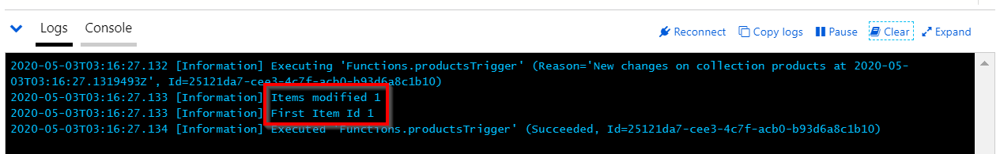 Logs Console Reconnect Copy logs Pause Clear Expand
2020-05-03T03:16:27.132 [Information] Executing 'Functions.productsTrigger' (Reason='New changes on collection products at 2020-05-
03T03:16:27.1319493Z', Id=25121da7-cee3-4c7f-acb0-b93d6a8c1b10)
2020-05-03T03:16:27.133 [Information] Items modified 1
2020-05-03T03:16:27.133 [Information] First Item Id 1
2020-05-03T03:16:27.134 [Information] Executed 'Functions.productsTrigger' (Succeeded, Id=25121da7-cee3-4c7f-acb0-b93d6a8c1b10)